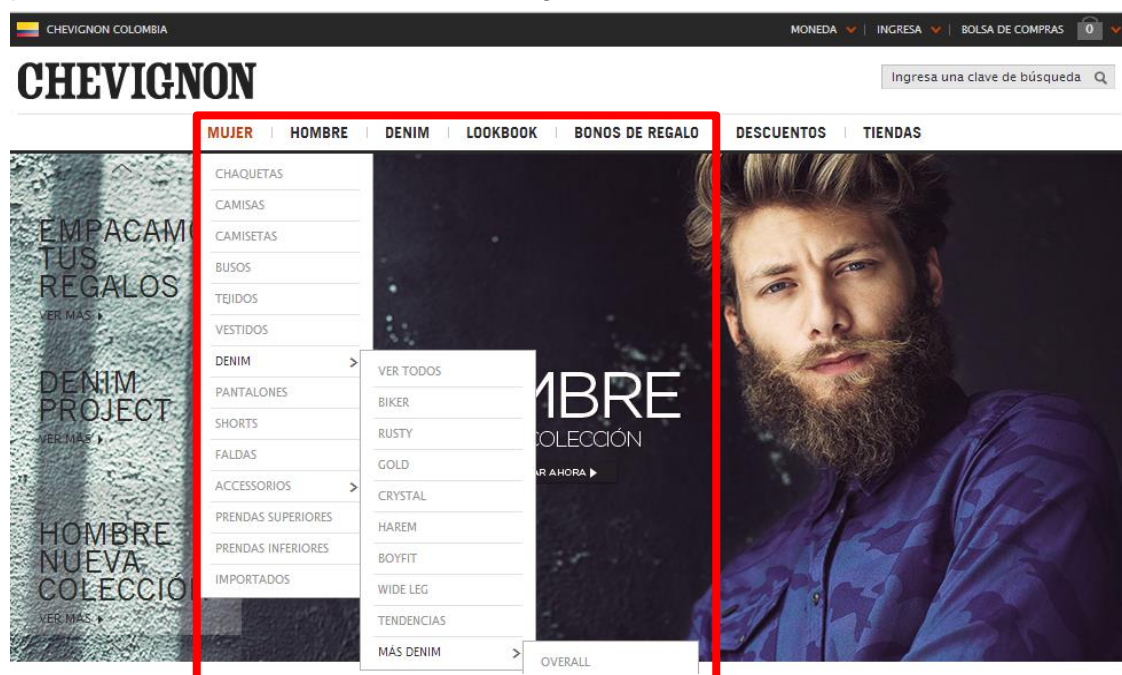 CHEVIGNON COLOMBIA
MONEDA | INGRESA | BOLSA DE COMPRAS 0
CHEVIGNON
Ingresa una clave de búsqueda
MUJER | HOMBRE | DENIM | LOOKBOOK | BONOS DE REGALO | DESCUENTOS | TIENDAS
CHAQUETAS
CAMISAS
CAMISETAS
BUSOS
TEJIDOS
VESTIDOS
DENIM >
PANTALONES
SHORTS
FALDAS
ACCESSORIOS >
PRENDAS SUPERIORES
PRENDAS INFERIORES
IMPORTADOS
VER TODOS
BIKER
RUSTY
GOLD
CRYSTAL
HAREM
BOYFIT
WIDE LEG
TENDENCIAS
MÁS DENIM >
OVERALL
EMPACAM
TUS
REGALOS
VER MÁS
DENIM
PROJECT
VER MÁS
HOMBRE
NUEVA
COLECCIÓ
VER MÁS
MBRE
COLECCIÓN
AR AHORA